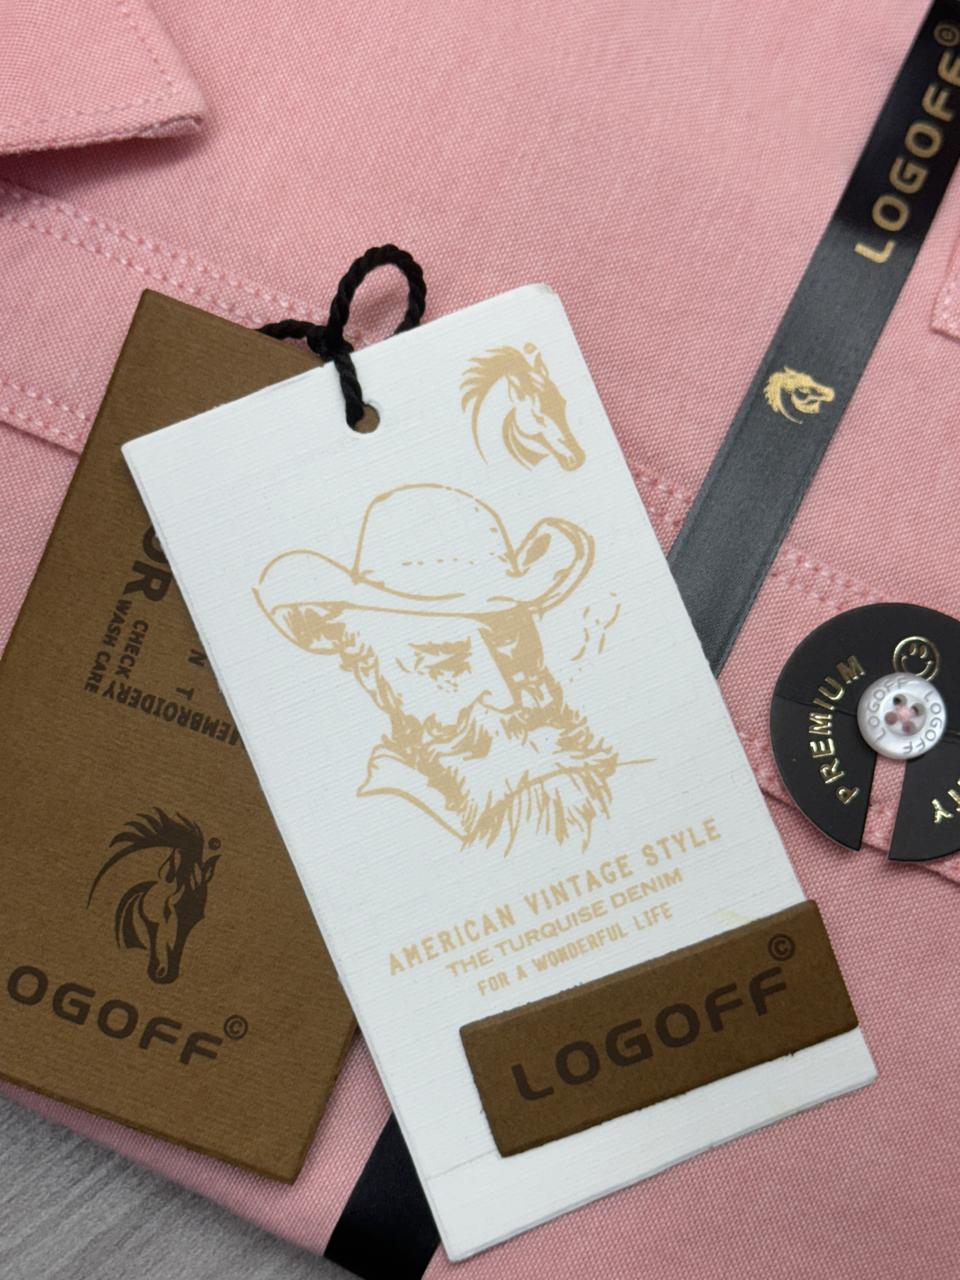 LOGOFF©
PREMIUM
LOGOFF
LOGOFF
AMERICAN VINTAGE STYLE
THE TURQUISE DENIM
FOR A WONDERFUL LIFE
LOGOFF©
CHECK
WASH CARE
EMBROIDERY
OGOFF©